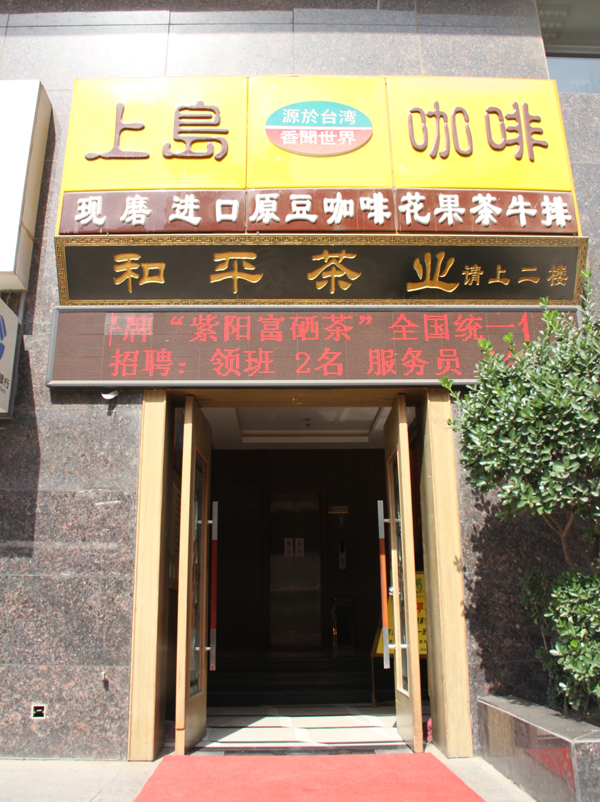 上島 咖啡
源於台湾
香聞世界
现磨 进口原豆咖啡 花果茶牛排
和平茶业 请上二楼
牌“紫阳富硒茶”全国统一
招聘：领班 2名 服务员